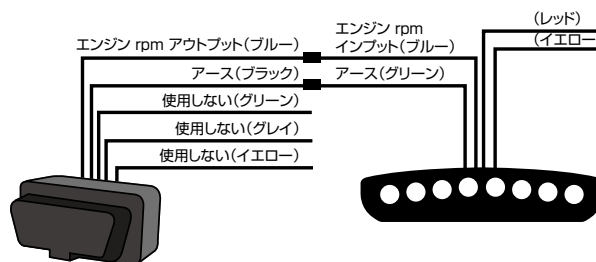 エンジン rpm アウトプット(ブルー)
アース(ブラック)
使用しない(グリーン)
使用しない(グレイ)
使用しない(イエロー)
エンジン rpm
インプット(ブルー)
アース(グリーン)
(レッド)
(イエロー